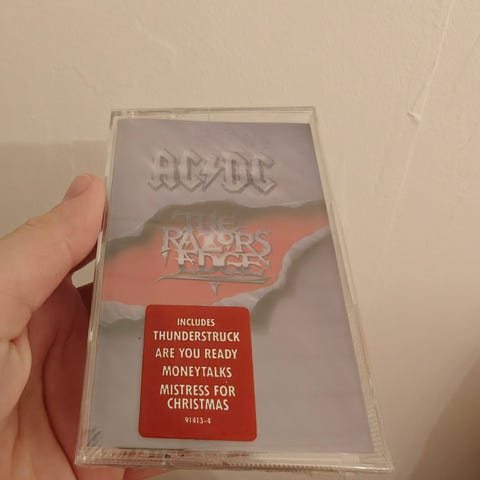 AC⚡DC
THE
RAZORS
EDGE
INCLUDES
THUNDERSTRUCK
ARE YOU READY
MONEYTALKS
MISTRESS FOR
CHRISTMAS
91413-4